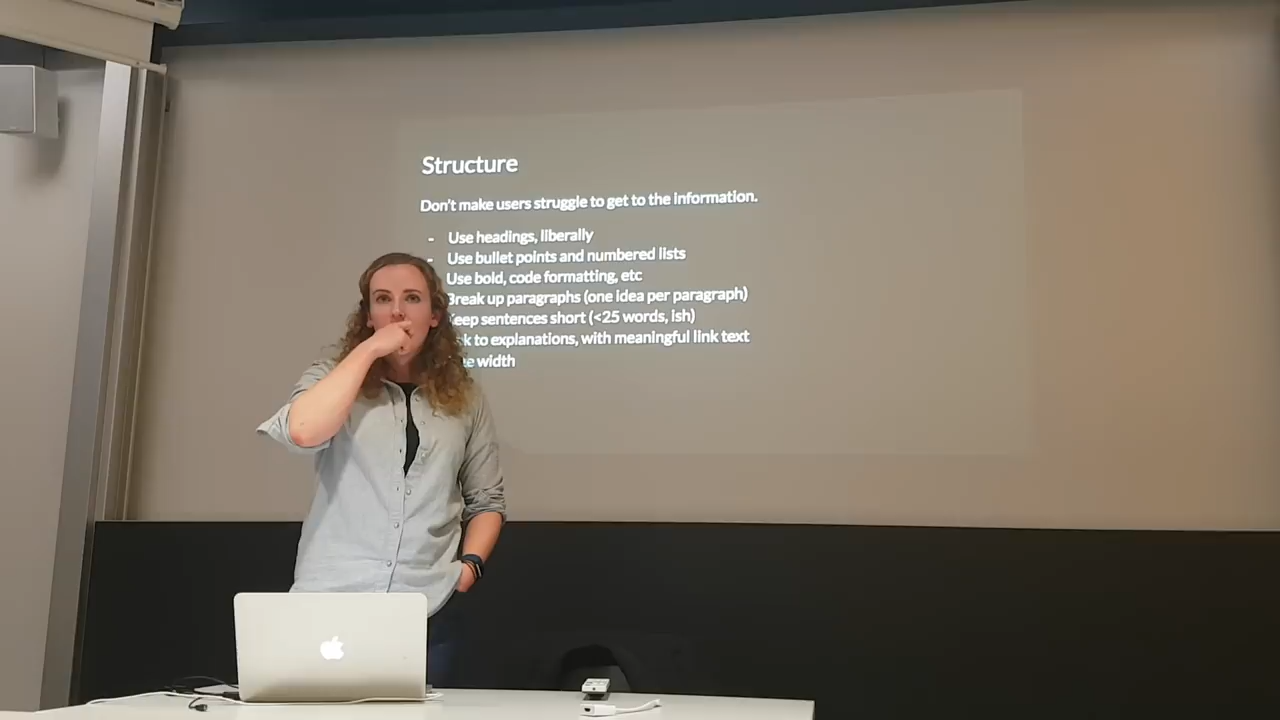 Structure
Don't make users struggle to get to the information.
- Use headings, liberally
- Use bullet points and numbered lists
Use bold, code formatting, etc
Break up paragraphs (one idea per paragraph)
Keep sentences short (<25 words, ish)
to explanations, with meaningful link text
width